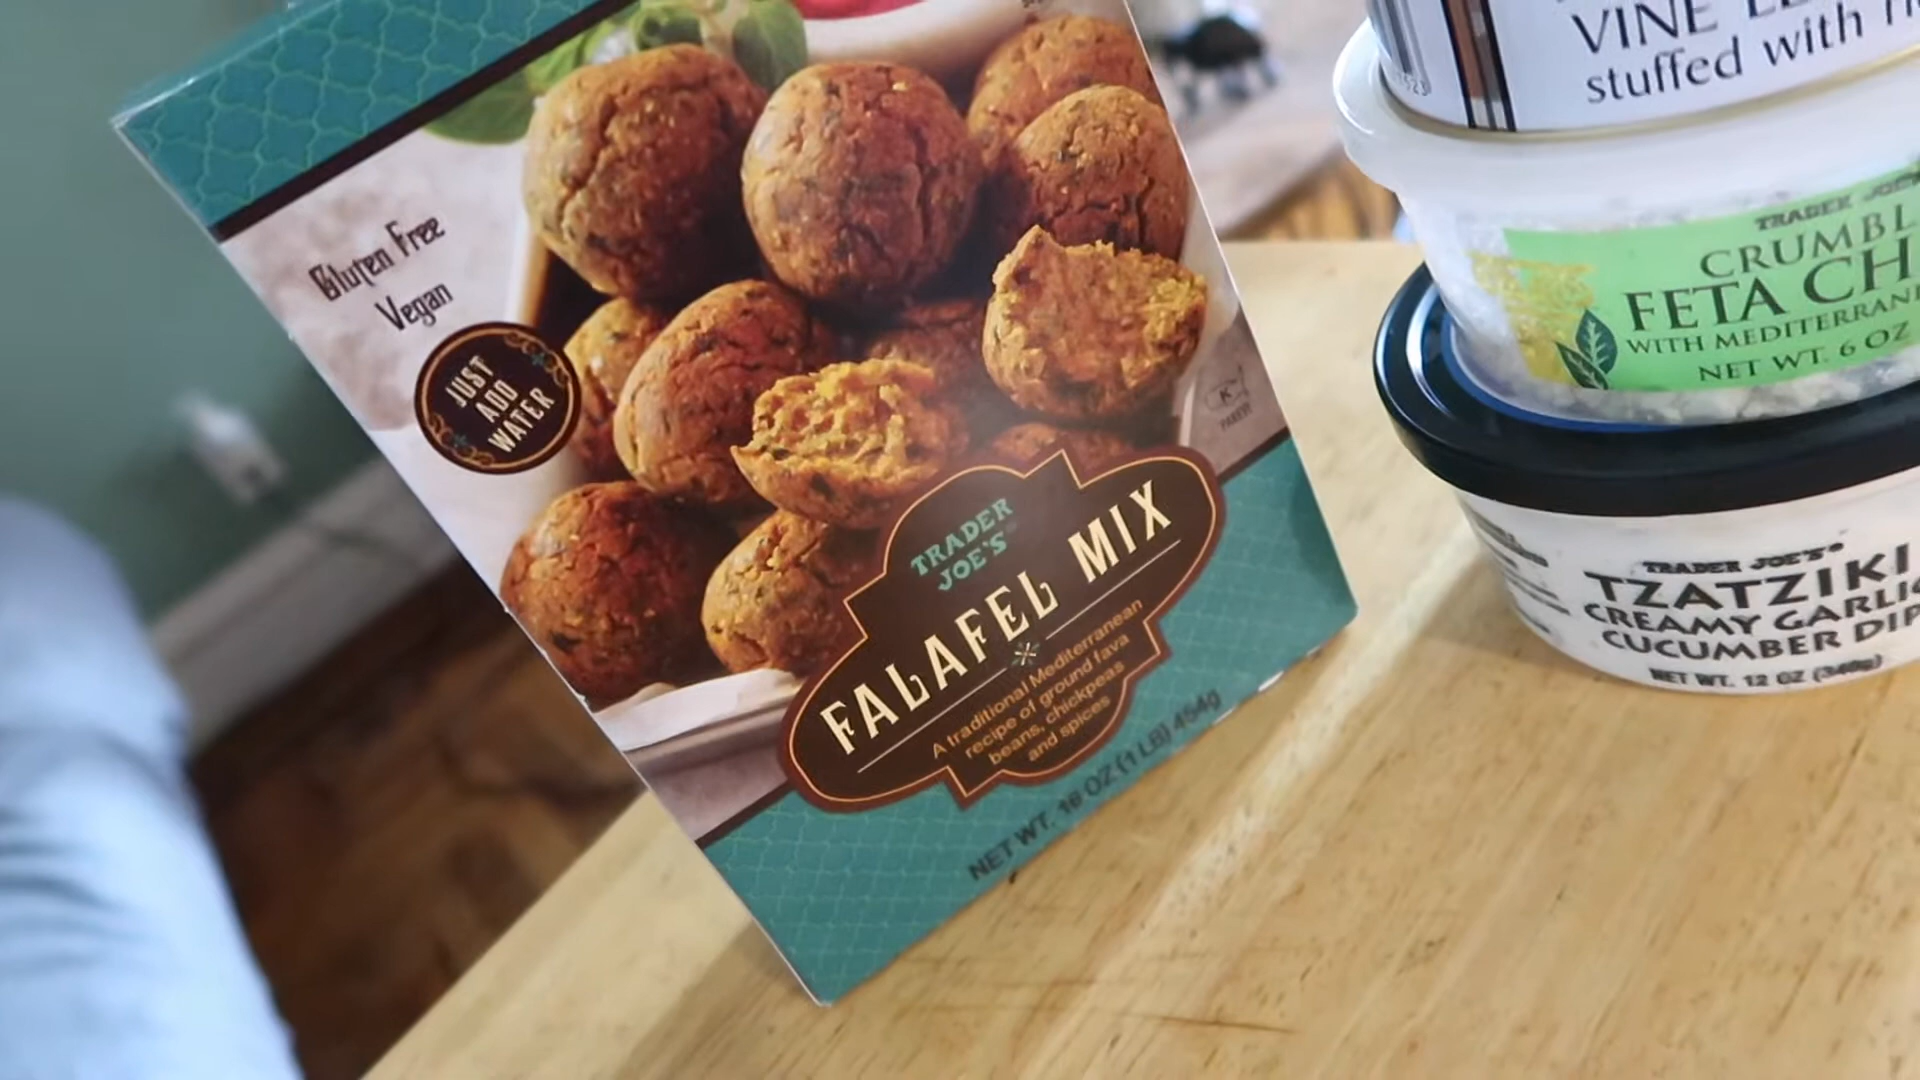 Gluten Free
Vegan
JUST
ADD
WATER
K
PAREVE
TRADER
JOE'S
FALAFEL MIX
A traditional Mediterranean
recipe of ground fava
beans, chickpeas
and spices
NET WT. 16 OZ (1 LB) 454g
VINE
stuffed with
TRADER JOE'S
CRUMBL
FETA CH
WITH MEDITERRANE
NET WT. 6 OZ
TRADER JOE'S
TZATZIKI
CREAMY GARLIC
CUCUMBER DIP
NET WT. 12 OZ (340g)